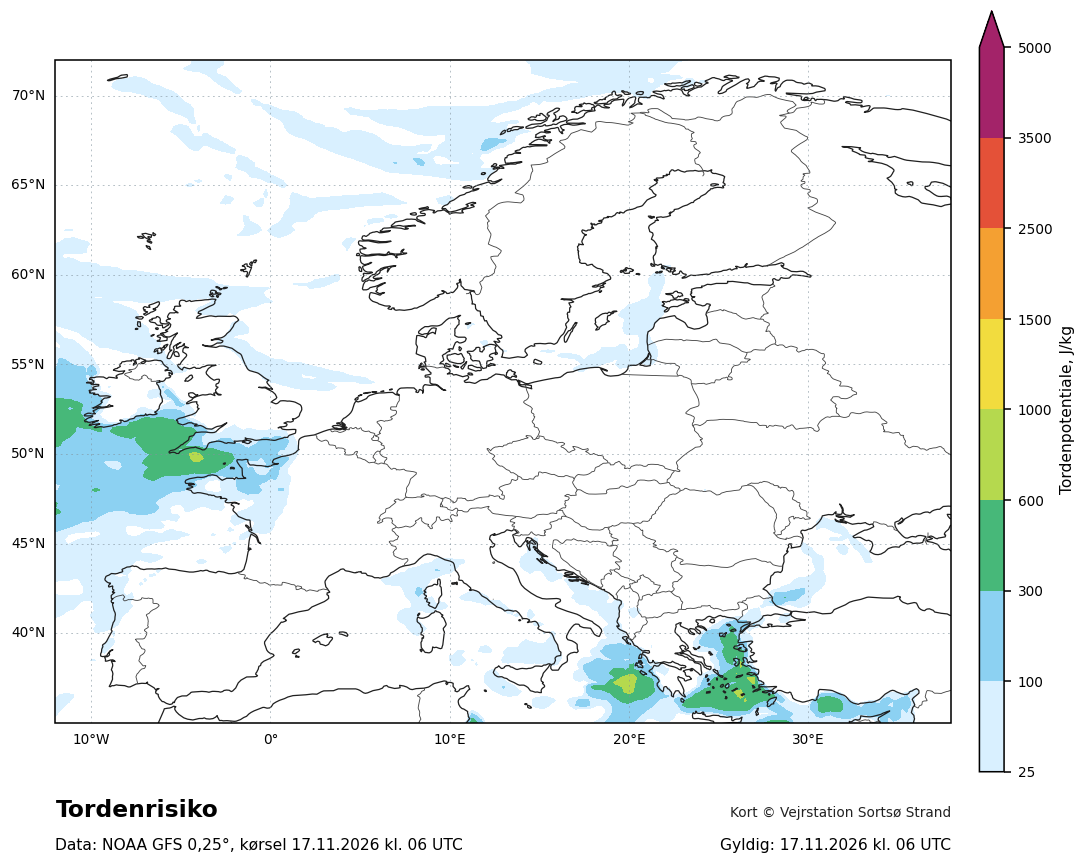 5000
3500
2500
1500
1000
600
300
100
25
Tordenpotentiale, J/kg
70°N
65°N
60°N
55°N
50°N
45°N
40°N
10°W
0°
10°E
20°E
30°E
Tordenrisiko
Kort © Vejrstation Sortsø Strand
Data: NOAA GFS 0,25°, kørsel 17.11.2026 kl. 06 UTC
Gyldig: 17.11.2026 kl. 06 UTC